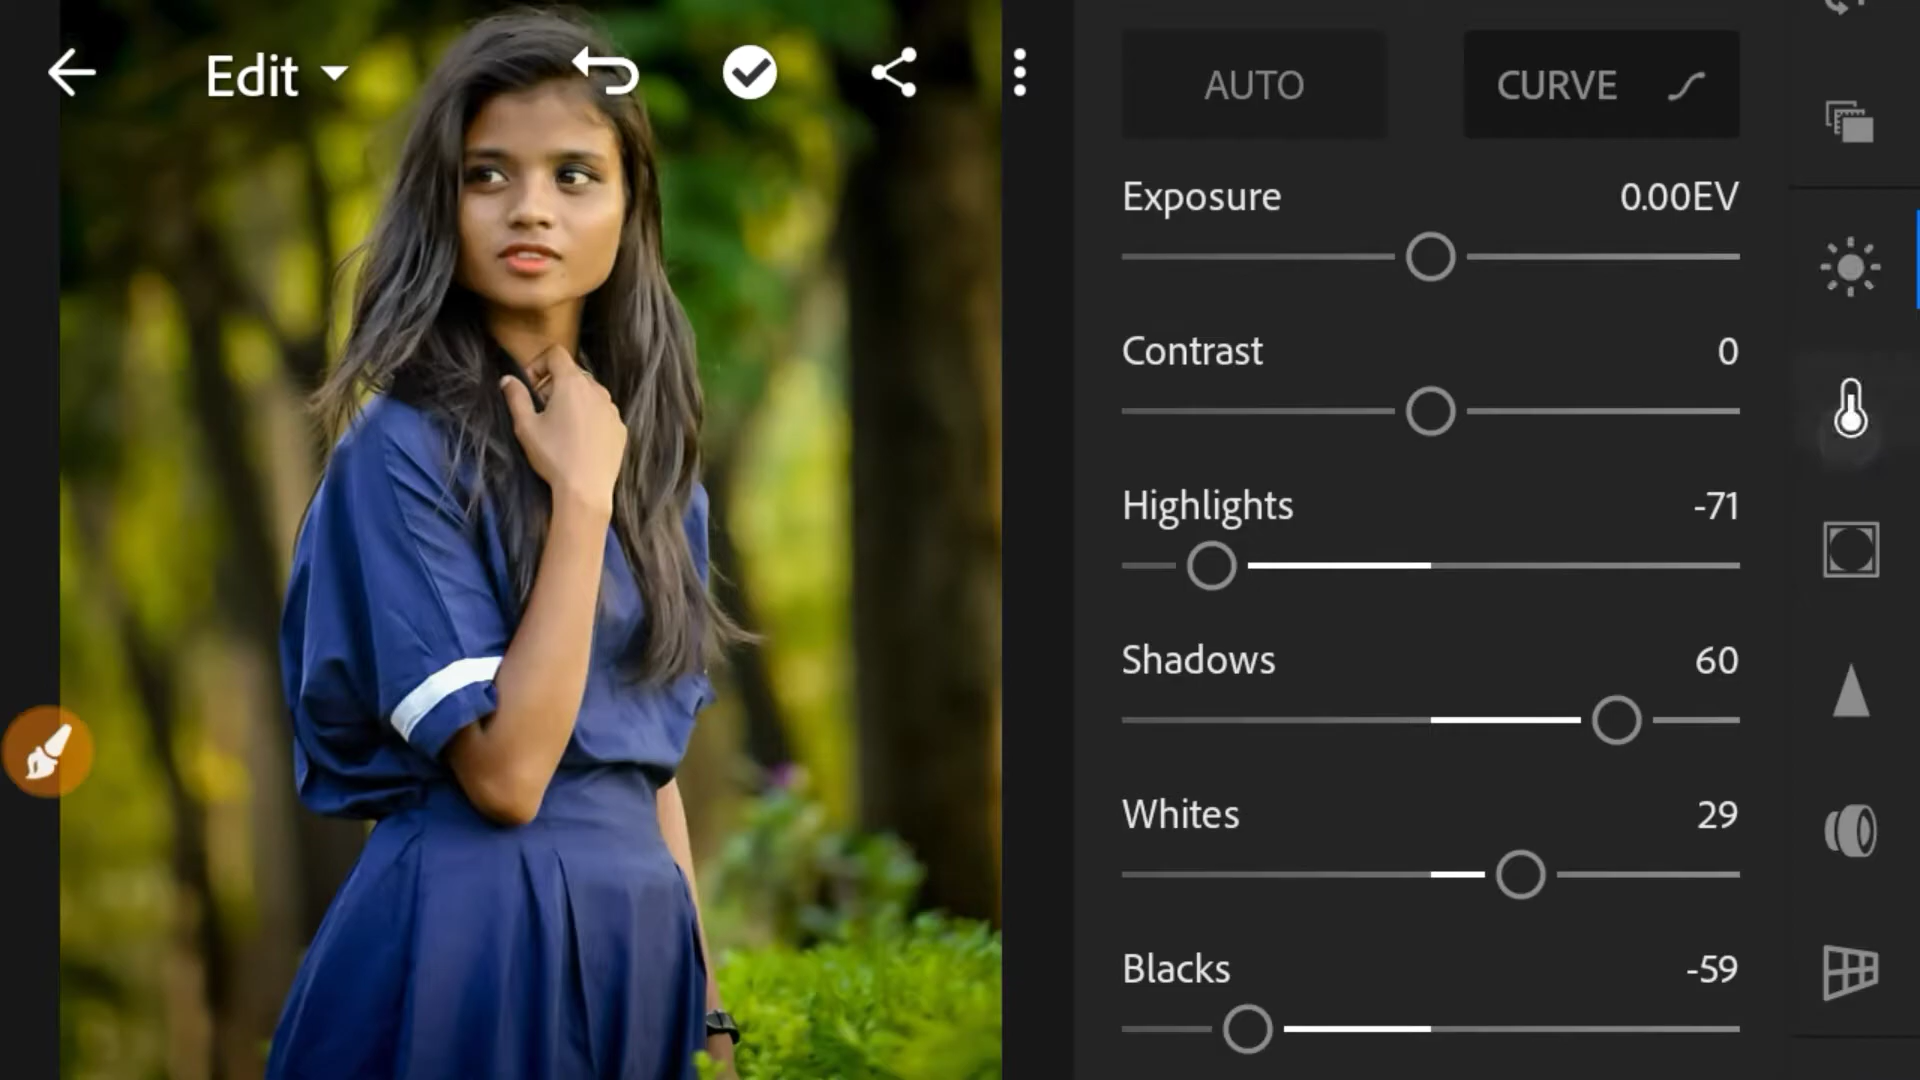 Edit
AUTO
CURVE
Exposure 0.00EV
Contrast 0
Highlights -71
Shadows 60
Whites 29
Blacks -59